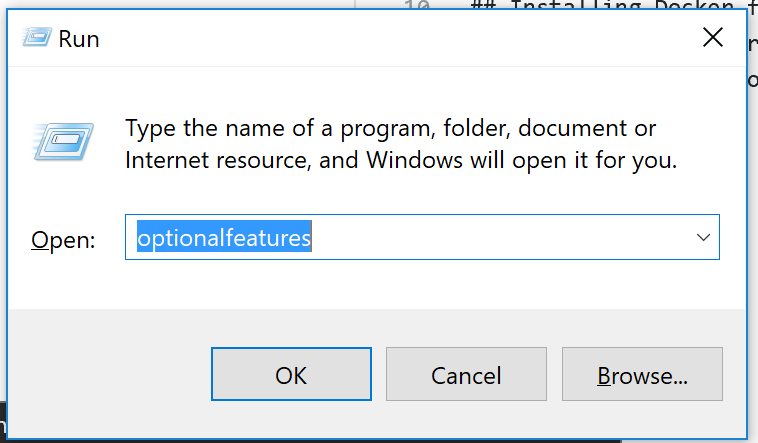 10 ## Installing Docker f
Run
Type the name of a program, folder, document or
Internet resource, and Windows will open it for you.
Open: optionalfeatures
OK Cancel Browse...